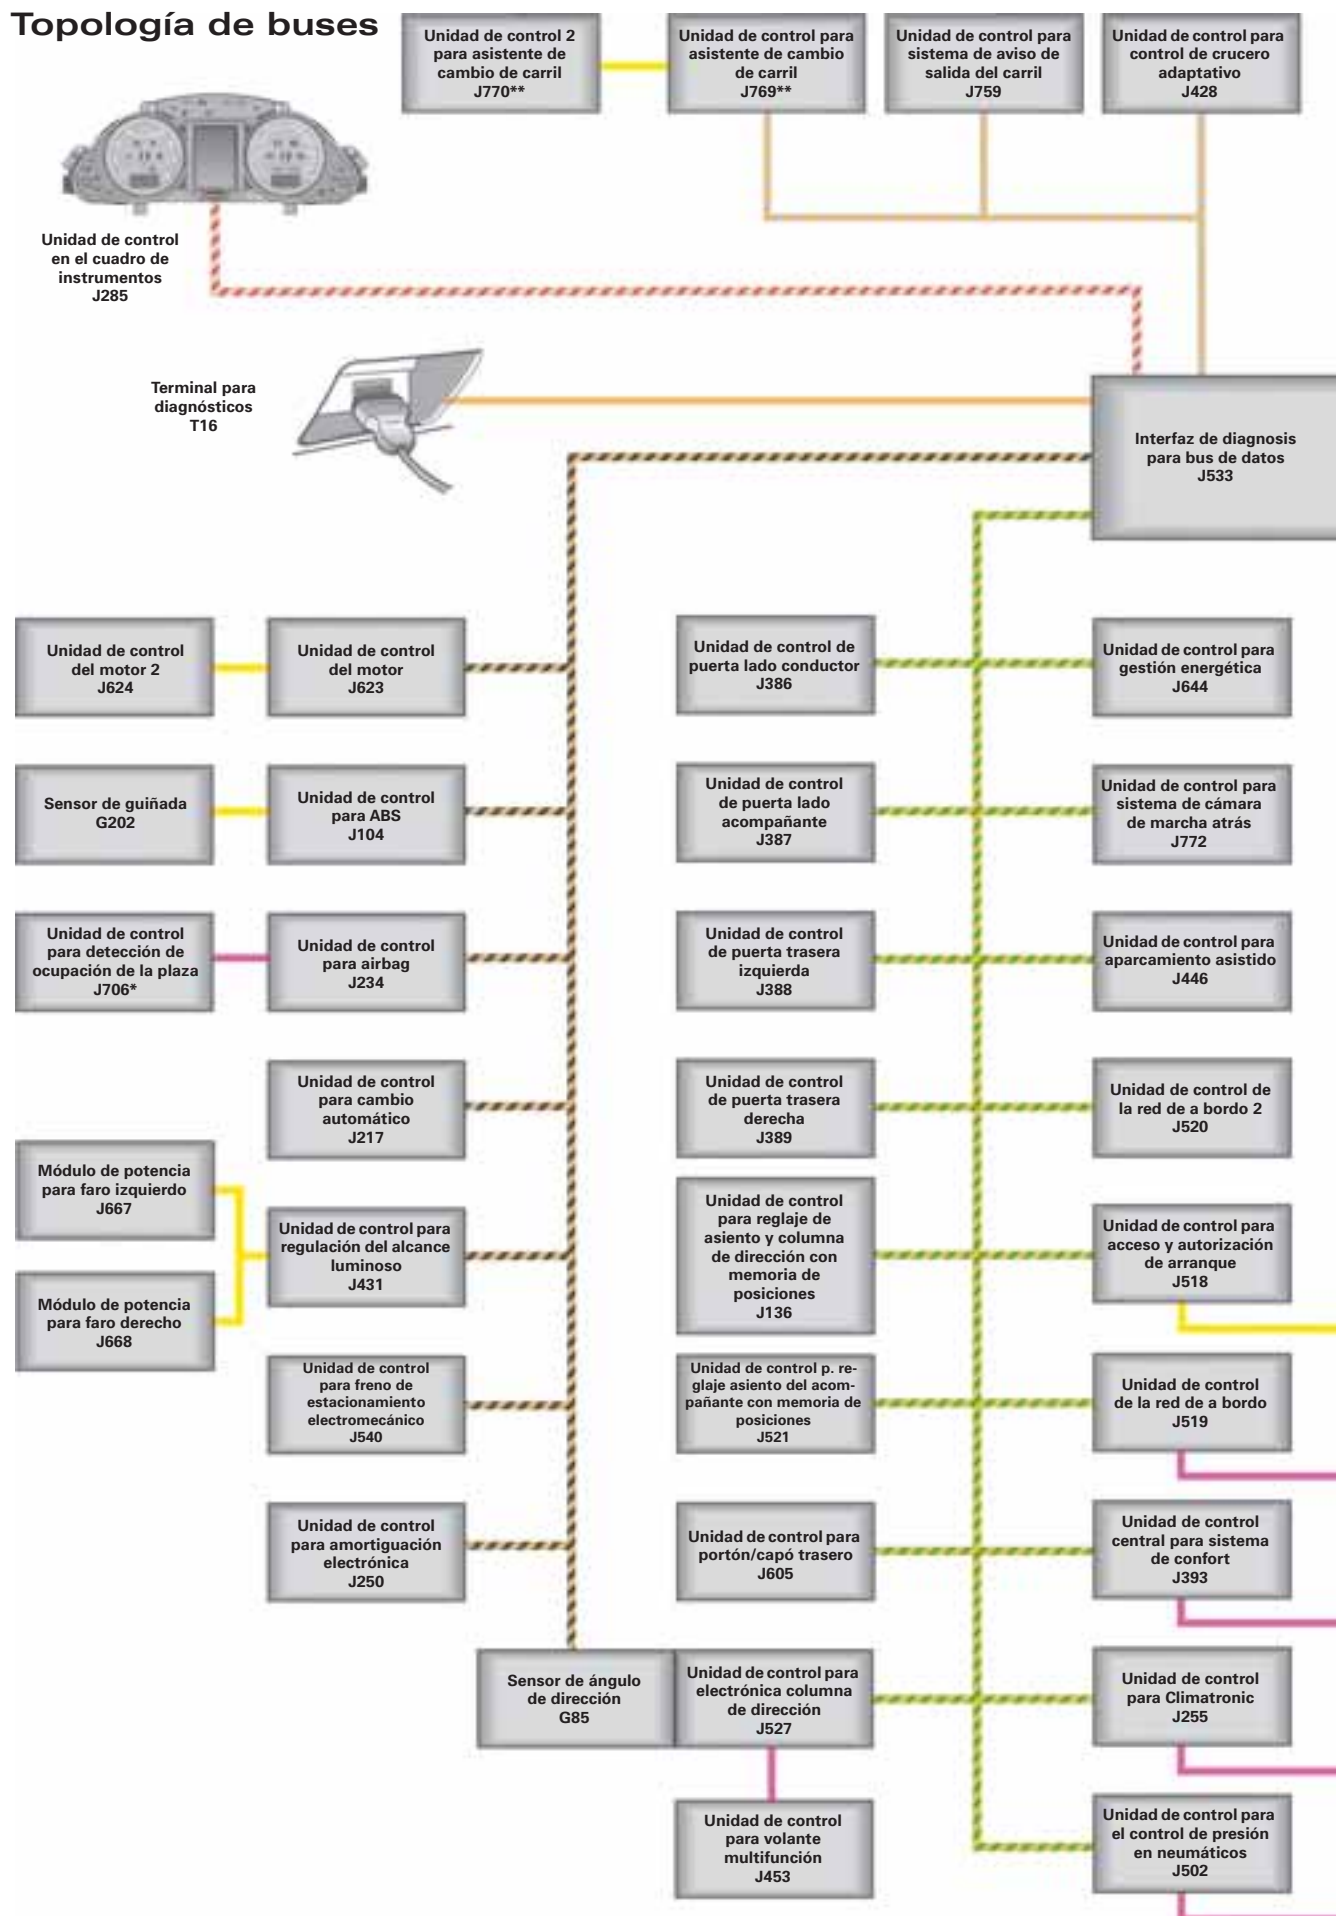 Topología de buses
Unidad de control 2
para asistente de
cambio de carril
J770**
Unidad de control para
asistente de cambio
de carril
J769**
Unidad de control para
sistema de aviso de
salida del carril
J759
Unidad de control para
control de crucero
adaptativo
J428
Unidad de control
en el cuadro de
instrumentos
J285
Terminal para
diagnósticos
T16
Interfaz de diagnosis
para bus de datos
J533
Unidad de control
del motor 2
J624
Unidad de control
del motor
J623
Unidad de control de
puerta lado conductor
J386
Unidad de control para
gestión energética
J644
Sensor de guiñada
G202
Unidad de control
para ABS
J104
Unidad de control
de puerta lado
acompañante
J387
Unidad de control para
sistema de cámara
de marcha atrás
J772
Unidad de control
para detección de
ocupación de la plaza
J706*
Unidad de control
para airbag
J234
Unidad de control
de puerta trasera
izquierda
J388
Unidad de control para
aparcamiento asistido
J446
Unidad de control
para cambio
automático
J217
Unidad de control
de puerta trasera
derecha
J389
Unidad de control de
la red de a bordo 2
J520
Módulo de potencia
para faro izquierdo
J667
Módulo de potencia
para faro derecho
J668
Unidad de control para
regulación del alcance
luminoso
J431
Unidad de control
para reglaje de
asiento y columna
de dirección con
memoria de
posiciones
J136
Unidad de control para
acceso y autorización
de arranque
J518
Unidad de control
para freno de
estacionamiento
electromecánico
J540
Unidad de control p. re-
glaje asiento del acom-
pañante con memoria de
posiciones
J521
Unidad de control
de la red de a bordo
J519
Unidad de control
para amortiguación
electrónica
J250
Unidad de control para
portón/capó trasero
J605
Unidad de control
central para sistema
de confort
J393
Sensor de ángulo
de dirección
G85
Unidad de control para
electrónica columna
de dirección
J527
Unidad de control
para Climatronic
J255
Unidad de control
para volante
multifunción
J453
Unidad de control para
el control de presión
en neumáticos
J502